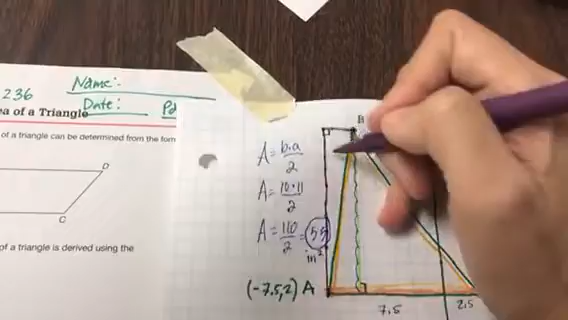 236
Name:
Date:
ea of a Triangle
of a triangle can be determined from the form
D
C
of a triangle is derived using the
A = b·a/2
A = 10·11/2
A = 110/2 = 55 in²
B
(-7.5,2) A
7.5
2.5